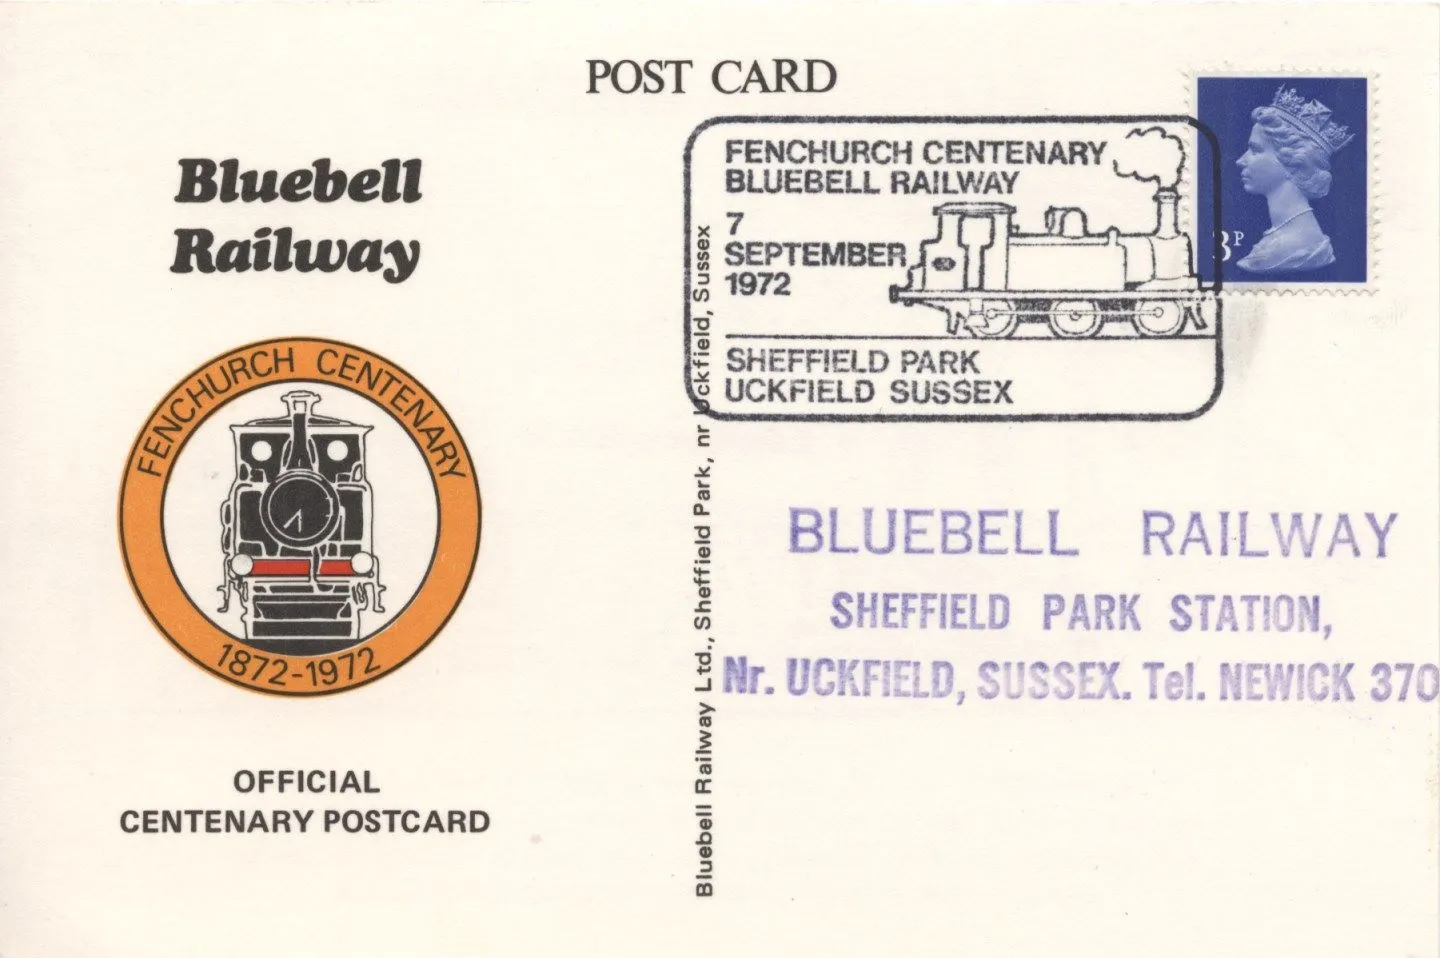 POST CARD
Bluebell
Railway
FENCHURCH CENTENARY
1872-1972
OFFICIAL
CENTENARY POSTCARD
Bluebell Railway Ltd., Sheffield Park, nr Uckfield, Sussex
FENCHURCH CENTENARY
BLUEBELL RAILWAY
7
SEPTEMBER
1972
SHEFFIELD PARK
UCKFIELD SUSSEX
3P
BLUEBELL RAILWAY
SHEFFIELD PARK STATION,
Nr. UCKFIELD, SUSSEX. Tel. NEWICK 370